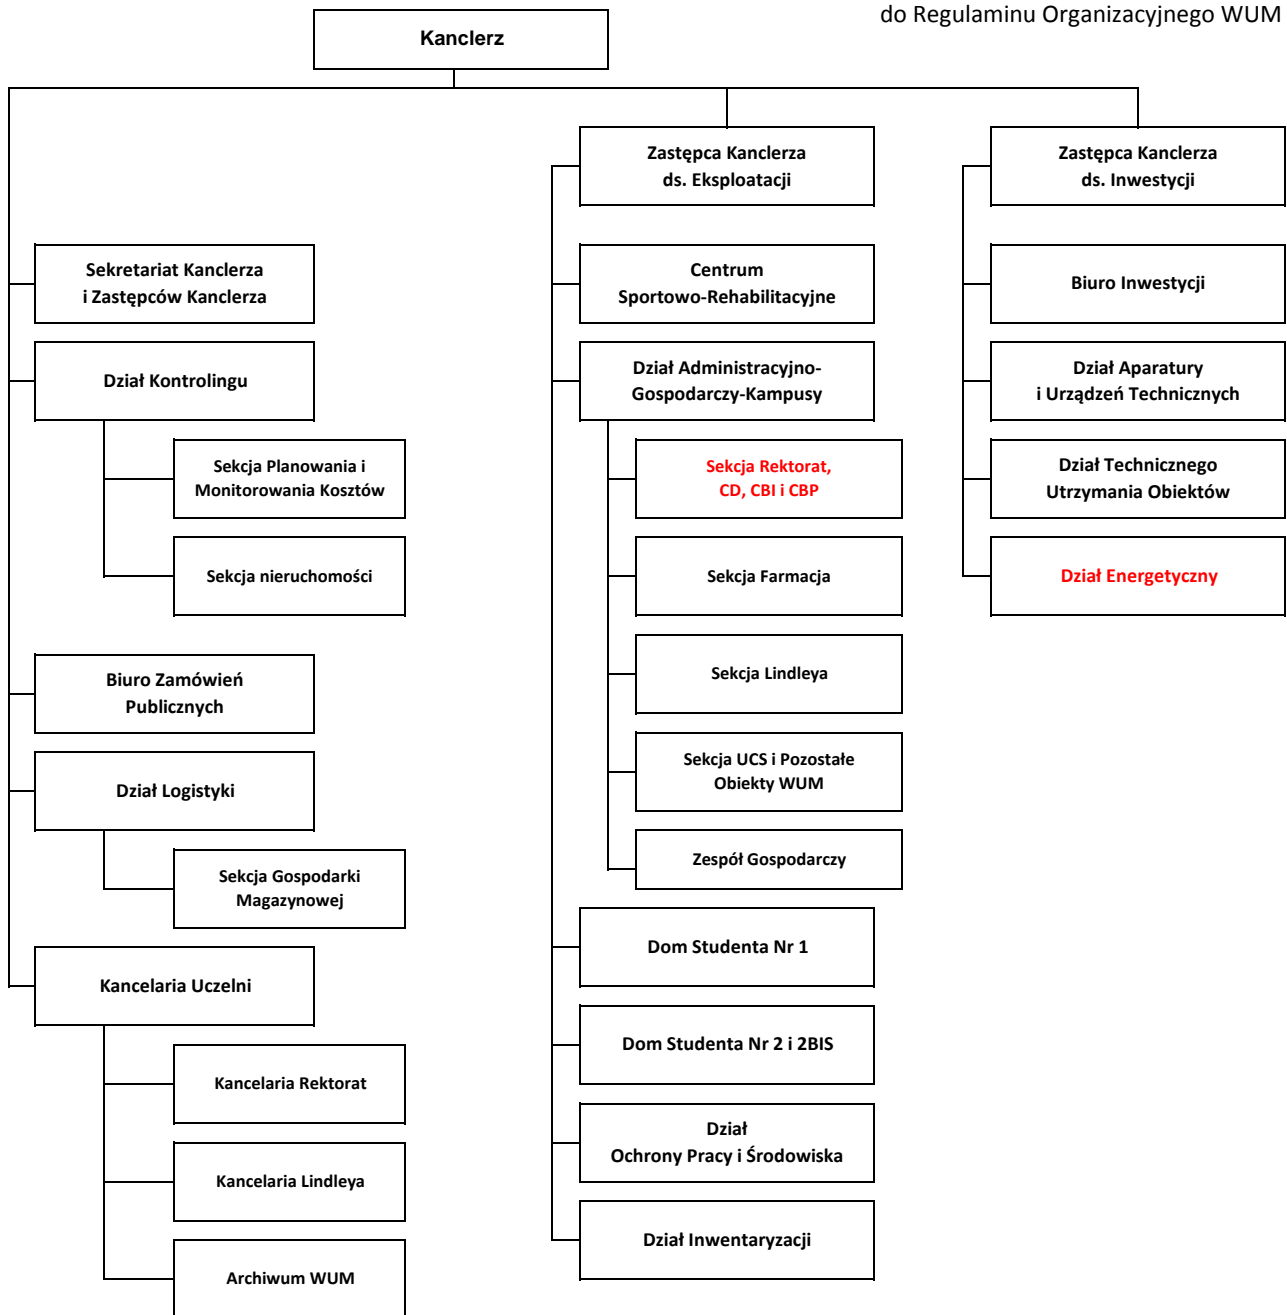 do Regulaminu Organizacyjnego WUM
Kanclerz
Zastępca Kanclerza
ds. Eksploatacji
Zastępca Kanclerza
ds. Inwestycji
Sekretariat Kanclerza
i Zastępców Kanclerza
Dział Kontrolingu
Sekcja Planowania i
Monitorowania Kosztów
Sekcja nieruchomości
Biuro Zamówień
Publicznych
Dział Logistyki
Sekcja Gospodarki
Magazynowej
Kancelaria Uczelni
Kancelaria Rektorat
Kancelaria Lindleya
Archiwum WUM
Centrum
Sportowo-Rehabilitacyjne
Dział Administracyjno-
Gospodarczy-Kampusy
Sekcja Rektorat,
CD, CBI i CBP
Sekcja Farmacja
Sekcja Lindleya
Sekcja UCS i Pozostałe
Obiekty WUM
Zespół Gospodarczy
Dom Studenta Nr 1
Dom Studenta Nr 2 i 2BIS
Dział
Ochrony Pracy i Środowiska
Dział Inwentaryzacji
Biuro Inwestycji
Dział Aparatury
i Urządzeń Technicznych
Dział Technicznego
Utrzymania Obiektów
Dział Energetyczny